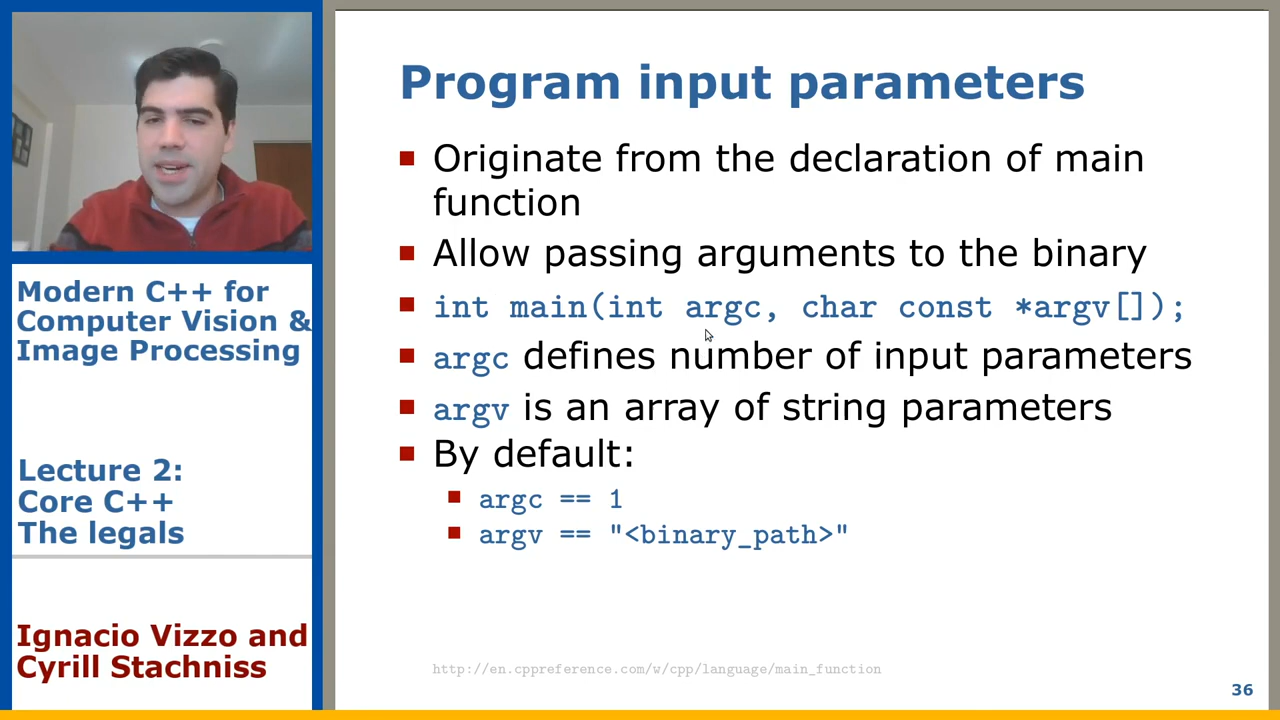 Program input parameters
Originate from the declaration of main
function
Allow passing arguments to the binary
int main(int argc, char const *argv[]);
argc defines number of input parameters
argv is an array of string parameters
By default:
argc == 1
argv == "<binary_path>"
http://en.cppreference.com/w/cpp/language/main_function
36
Modern C++ for
Computer Vision &
Image Processing
Lecture 2:
Core C++
The legals
Ignacio Vizzo and
Cyrill Stachniss